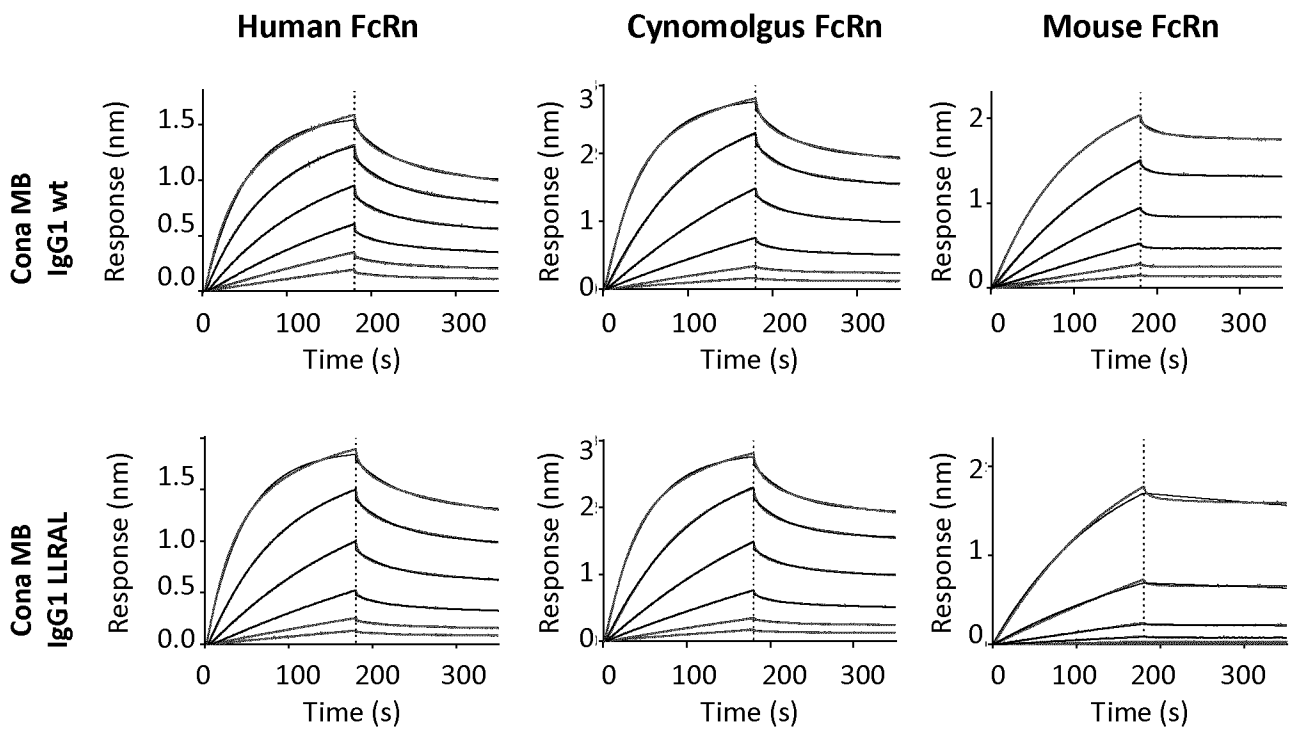 Human FcRn
Cynomolgus FcRn
Mouse FcRn
Cona MB
IgG1 wt
Response (nm)
1.5
1.0
0.5
0.0
0
100
200
300
Time (s)
Response (nm)
3
2
1
0
0
100
200
300
Time (s)
Response (nm)
2
1
0
0
100
200
300
Time (s)
Cona MB
IgG1 LLRAL
Response (nm)
1.5
1.0
0.5
0.0
0
100
200
300
Time (s)
Response (nm)
3
2
1
0
0
100
200
300
Time (s)
Response (nm)
2
1
0
0
100
200
300
Time (s)